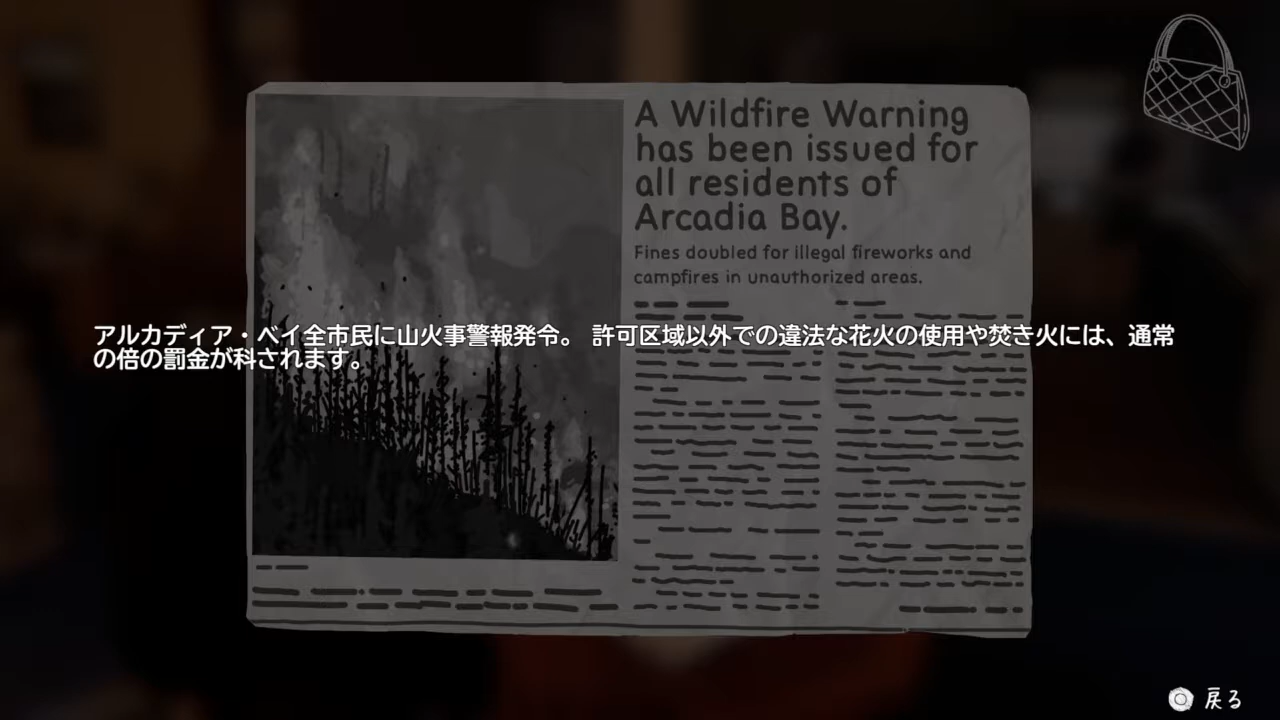 A Wildfire Warning
has been issued for
all residents of
Arcadia Bay.
Fines doubled for illegal fireworks and
campfires in unauthorized areas.
アルカディア・ベイ全市民に山火事警報発令。 許可区域以外での違法な花火の使用や焚き火には、通常
の倍の罰金が科されます。
戻る